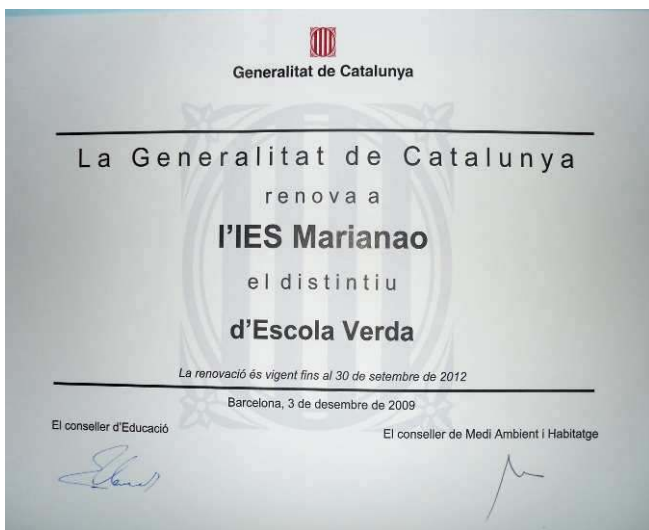 Generalitat de Catalunya
La Generalitat de Catalunya
renova a
l'IES Marianao
el distintiu
d'Escola Verda
La renovació és vigent fins al 30 de setembre de 2012
Barcelona, 3 de desembre de 2009
El conseller d'Educació
El conseller de Medi Ambient i Habitatge